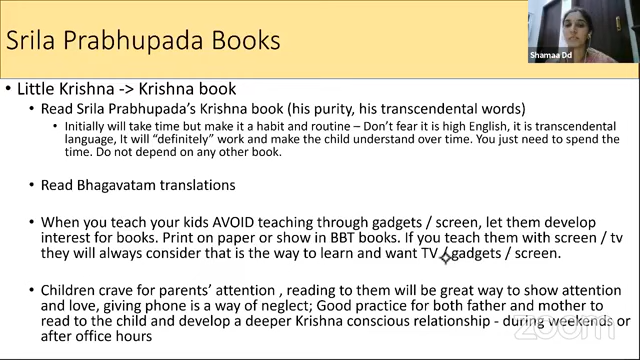 Srila Prabhupada Books
Shamaa Dd
• Little Krishna -> Krishna book
• Read Srila Prabhupada's Krishna book (his purity, his transcendental words)
• Initially will take time but make it a habit and routine – Don't fear it is high English, it is transcendental
language, It will "definitely" work and make the child understand over time. You just need to spend the
time. Do not depend on any other book.
• Read Bhagavatam translations
• When you teach your kids AVOID teaching through gadgets / screen, let them develop
interest for books. Print on paper or show in BBT books. If you teach them with screen / tv
they will always consider that is the way to learn and want TV / gadgets / screen.
• Children crave for parents' attention , reading to them will be great way to show attention
and love, giving phone is a way of neglect; Good practice for both father and mother to
read to the child and develop a deeper Krishna conscious relationship - during weekends or
after office hours
zoom